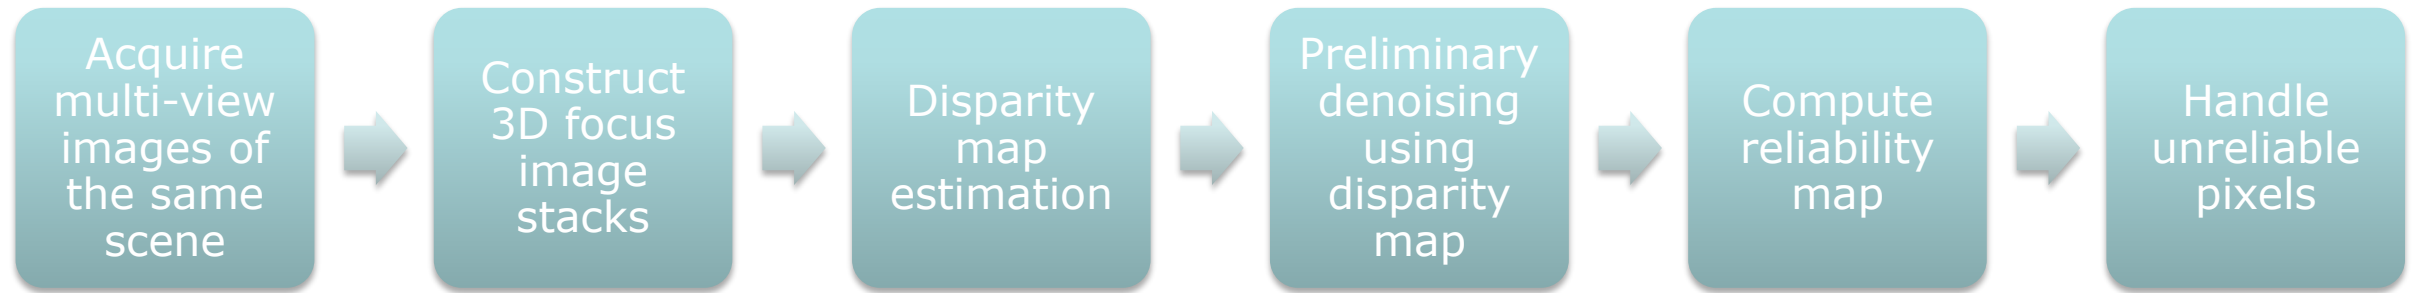 Acquire
multi-view
images of
the same
scene
Construct
3D focus
image
stacks
Disparity
map
estimation
Preliminary
denoising
using
disparity
map
Compute
reliability
map
Handle
unreliable
pixels